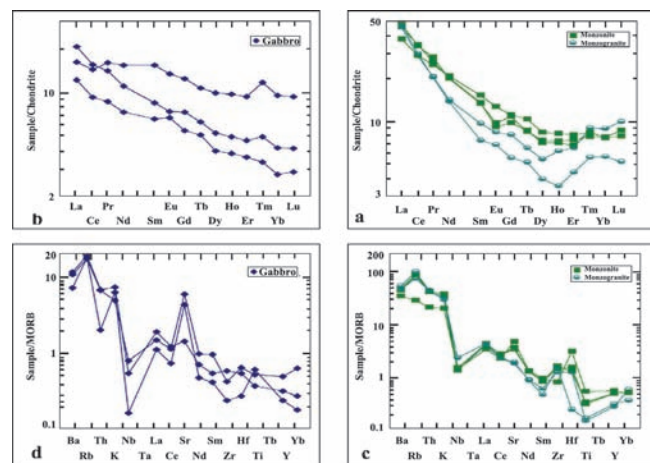 Gabbro
10
2
Sample/Chondrite
b
La Pr Sm Eu Tb Ho Tm Lu
Ce Nd Gd Dy Er Yb
50
10
3
Sample/Chondrite
Monzonite
Monzogranite
a
La Pr Sm Eu Tb Ho Tm Lu
Ce Nd Gd Dy Er Yb
20
10
1
0.1
Sample/MORB
Gabbro
d
Ba Th Nb La Sr Sm Hf Tb Yb
Rb K Ta Ce Nd Zr Ti Y
200
100
10
1
0.1
Sample/MORB
Monzonite
Monzogranite
c
Ba Th Nb La Sr Sm Hf Tb Yb
Rb K Ta Ce Nd Zr Ti Y